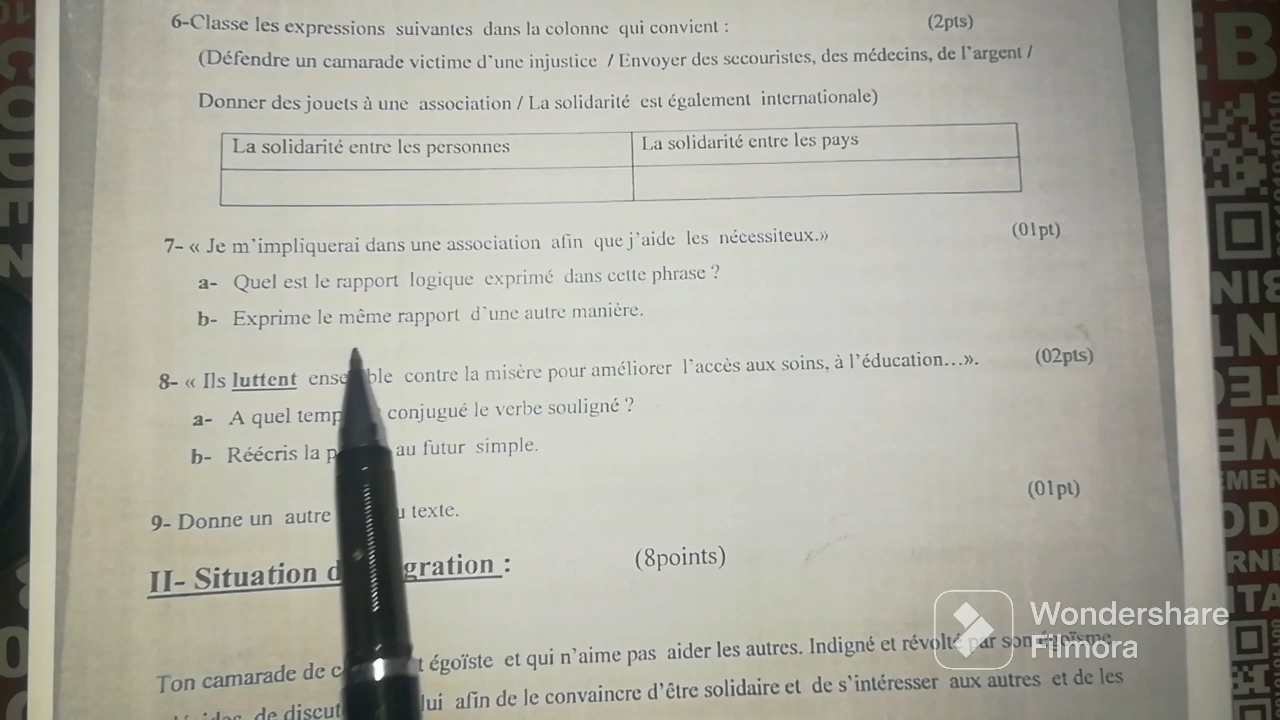 6-Classe les expressions suivantes dans la colonne qui convient : (2pts)
(Défendre un camarade victime d'une injustice / Envoyer des secouristes, des médecins, de l'argent /
Donner des jouets à une association / La solidarité est également internationale)
La solidarité entre les personnes La solidarité entre les pays
7- « Je m'impliquerai dans une association afin que j'aide les nécessiteux.» (01pt)
a- Quel est le rapport logique exprimé dans cette phrase ?
b- Exprime le même rapport d'une autre manière.
8- « Ils luttent ensemble contre la misère pour améliorer l'accès aux soins, à l'éducation…». (02pts)
a- A quel temp conjugué le verbe souligné ?
b- Réécris la p au futur simple.
(01pt)
9- Donne un autre texte.
II- Situation d gration : (8points)
Ton camarade de c t égoïste et qui n'aime pas aider les autres. Indigné et révolté par son égoïsme
de discut lui afin de le convaincre d'être solidaire et de s'intéresser aux autres et de les
Wondershare
Filmora
CODE
EB
SIN